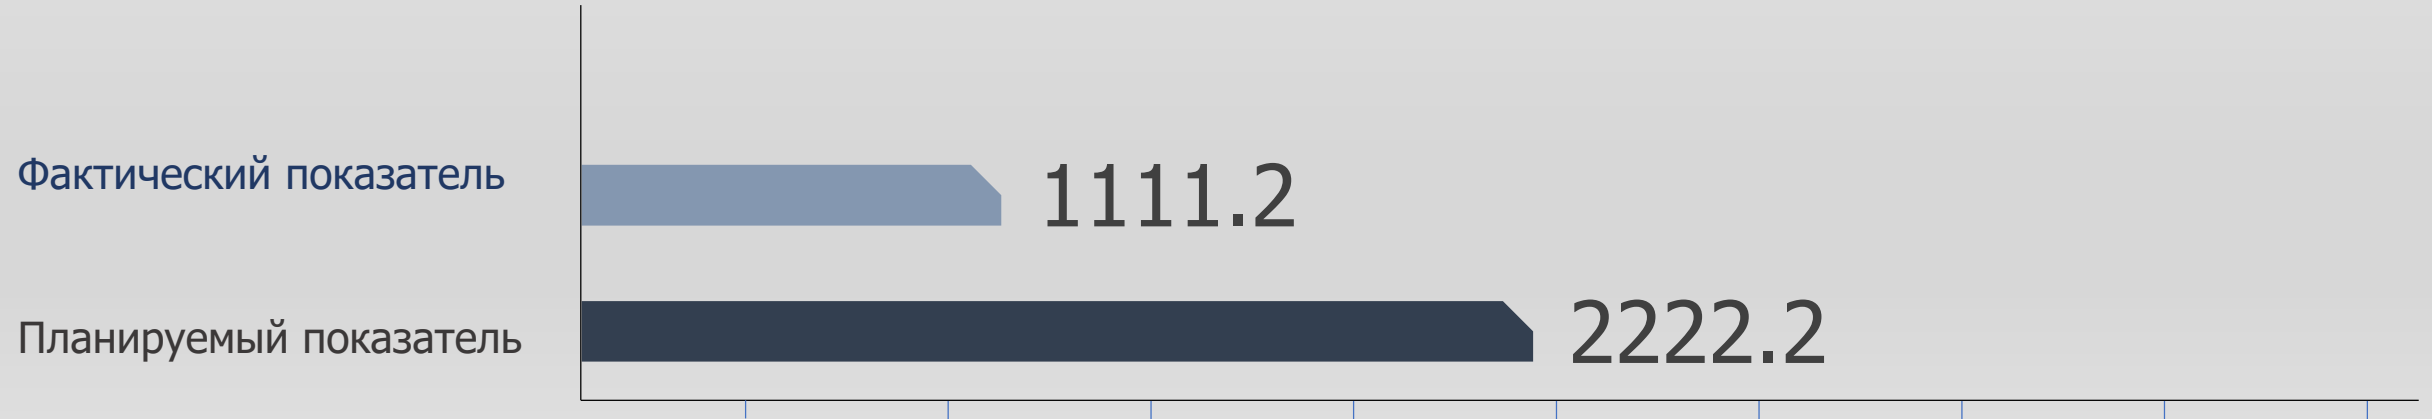 Фактический показатель
1111.2
Планируемый показатель
2222.2